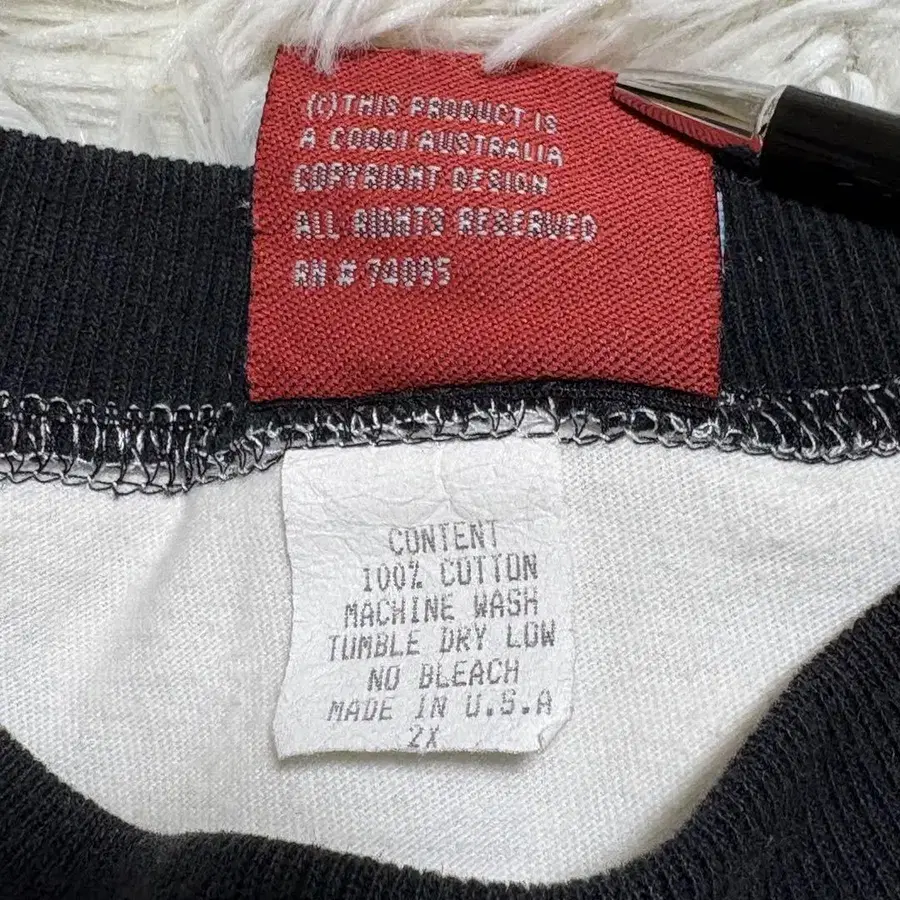 (C) THIS PRODUCT IS
A COOGI AUSTRALIA
COPYRIGHT DESIGN
ALL RIGHTS RESERVED
RN # 74095
CONTENT
100% COTTON
MACHINE WASH
TUMBLE DRY LOW
NO BLEACH
MADE IN U.S.A
2X